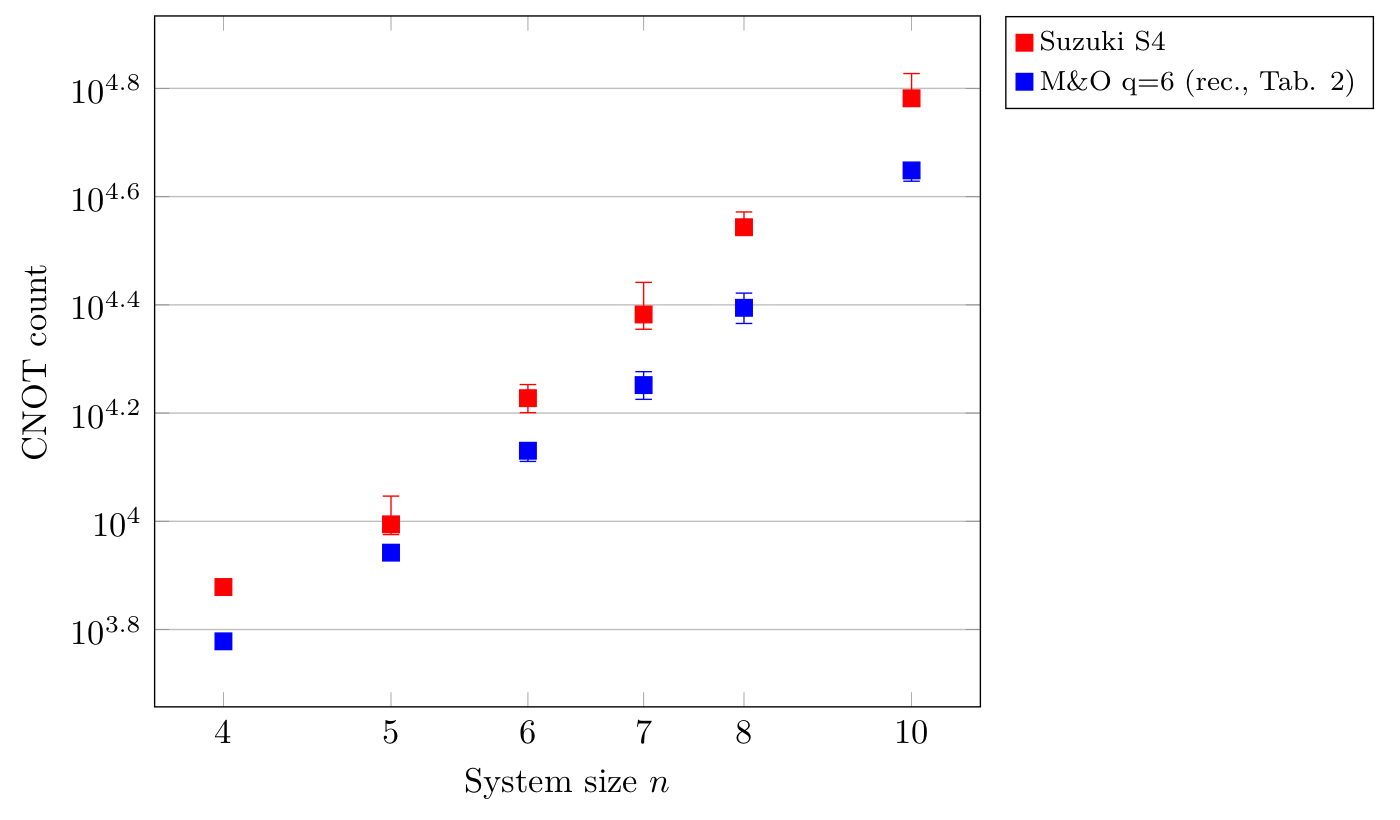 Suzuki S4
M&O q=6 (rec., Tab. 2)
10^4.8
10^4.6
10^4.4
10^4.2
10^4
10^3.8
CNOT count
4 5 6 7 8 10
System size n